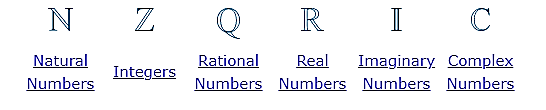 ℕ ℤ ℚ ℝ 𝕀 ℂ
Natural Numbers
Integers
Rational Numbers
Real Numbers
Imaginary Numbers
Complex Numbers